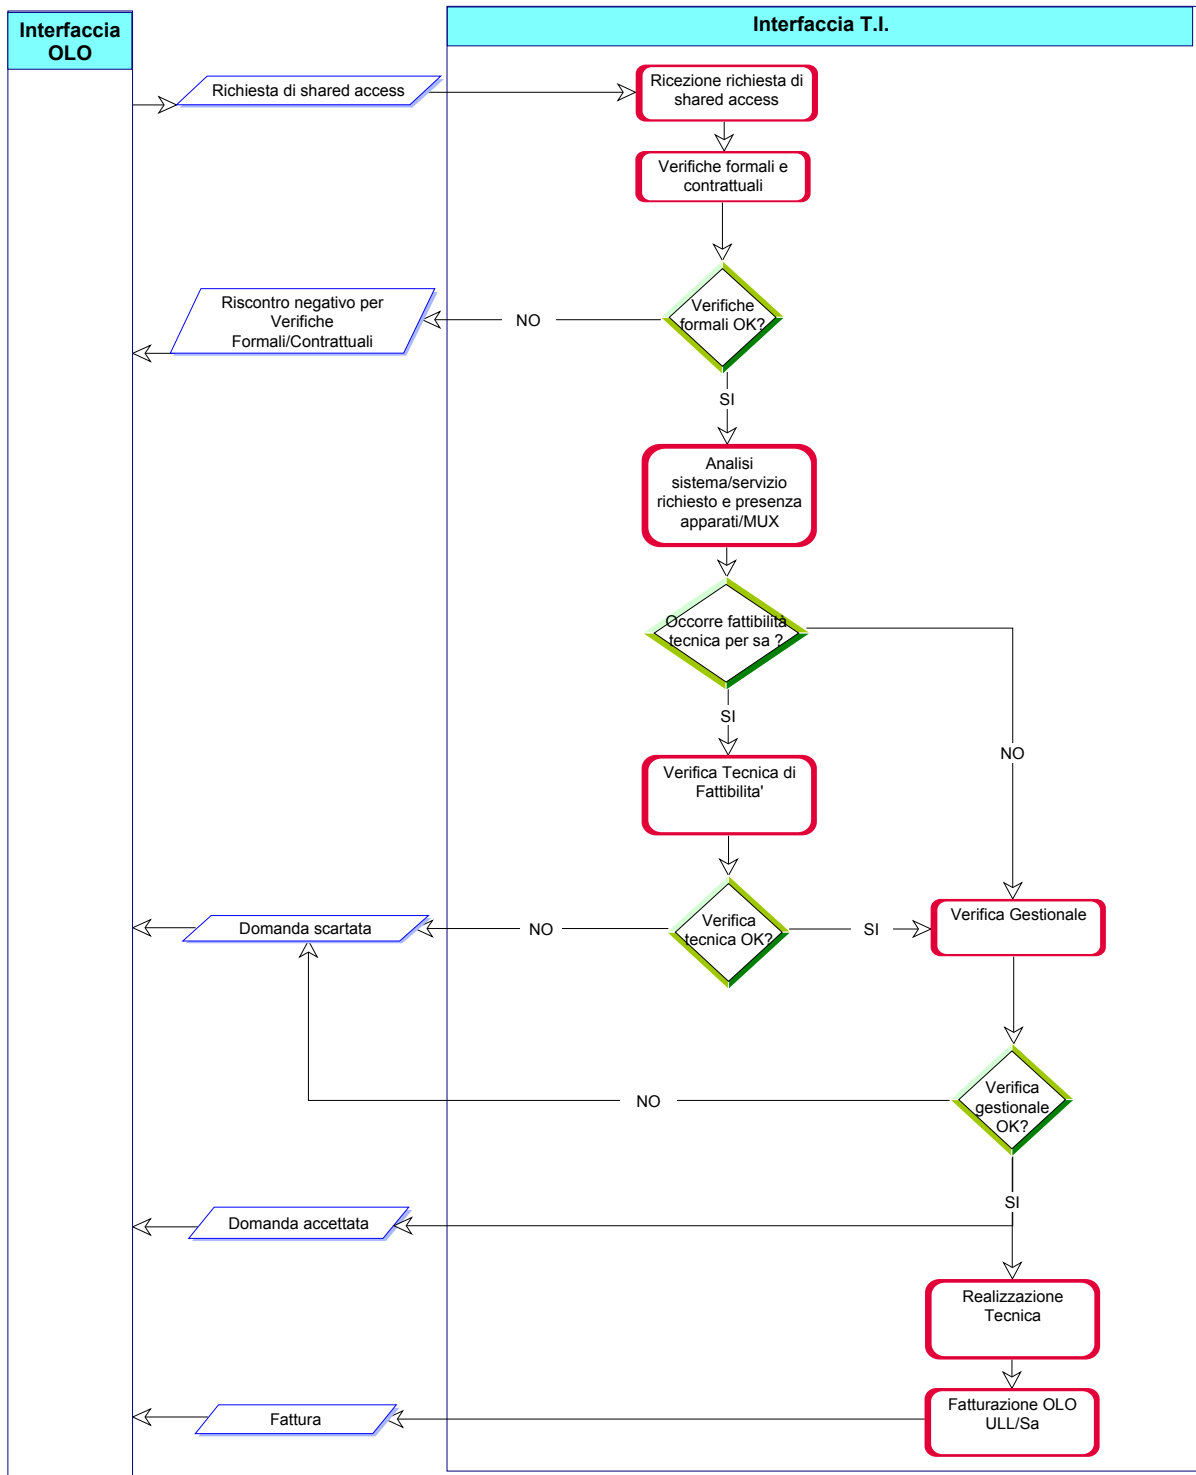 Interfaccia
OLO
Interfaccia T.I.
Richiesta di shared access
Ricezione richiesta di
shared access
Verifiche formali e
contrattuali
Verifiche
formali OK?
NO
Riscontro negativo per
Verifiche
Formali/Contrattuali
SI
Analisi
sistema/servizio
richiesto e presenza
apparati/MUX
Occorre fattibilità
tecnica per sa ?
SI
NO
Verifica Tecnica di
Fattibilita'
Verifica
tecnica OK?
NO
Domanda scartata
SI
Verifica Gestionale
Verifica
gestionale
OK?
NO
SI
Domanda accettata
Realizzazione
Tecnica
Fatturazione OLO
ULL/Sa
Fattura